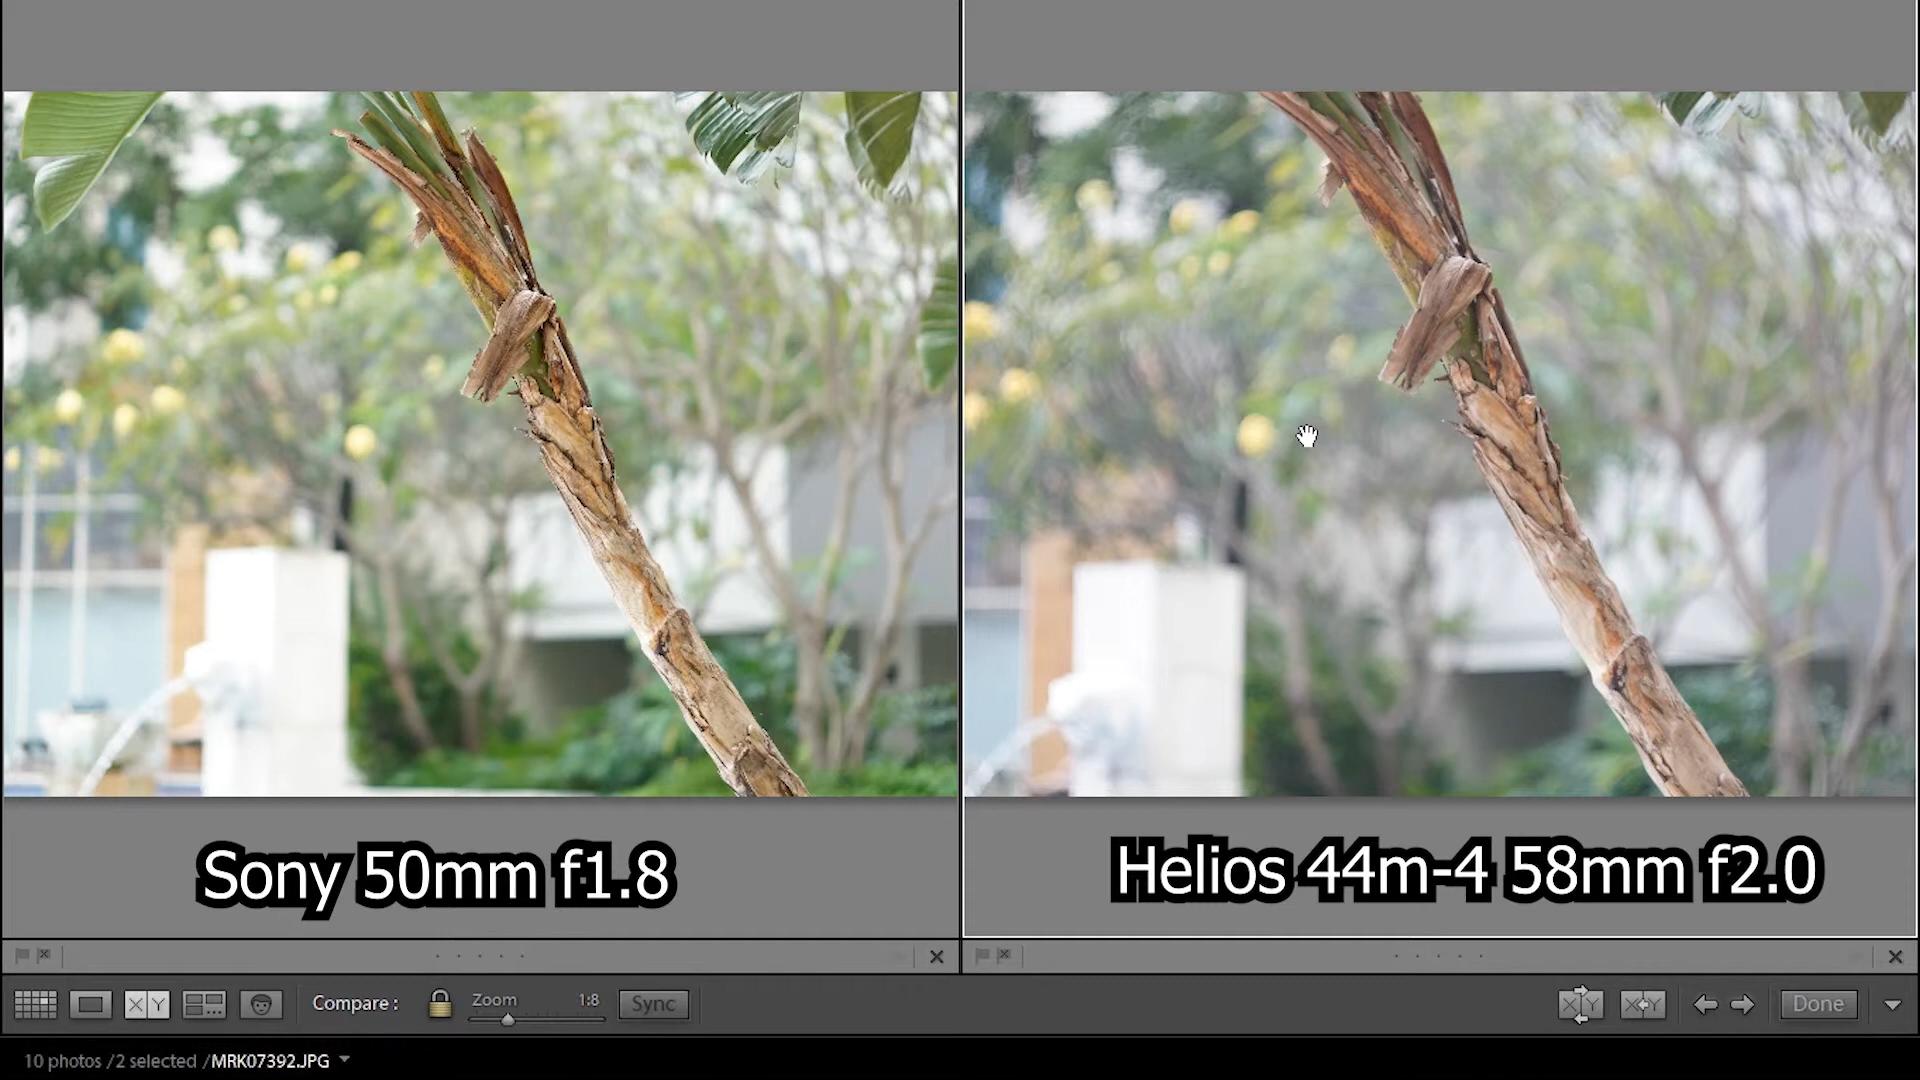 Sony 50mm f1.8
Helios 44m-4 58mm f2.0
X Y
Compare :
Zoom 1:8
Sync
X Y
X Y
Done
10 photos / 2 selected / MRK07392.JPG